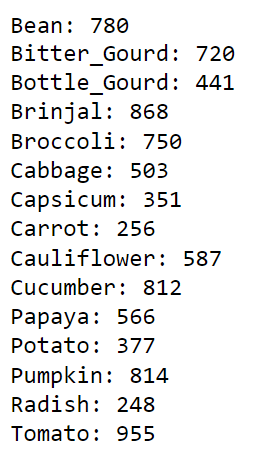 Bean: 780
Bitter_Gourd: 720
Bottle_Gourd: 441
Brinjal: 868
Broccoli: 750
Cabbage: 503
Capsicum: 351
Carrot: 256
Cauliflower: 587
Cucumber: 812
Papaya: 566
Potato: 377
Pumpkin: 814
Radish: 248
Tomato: 955